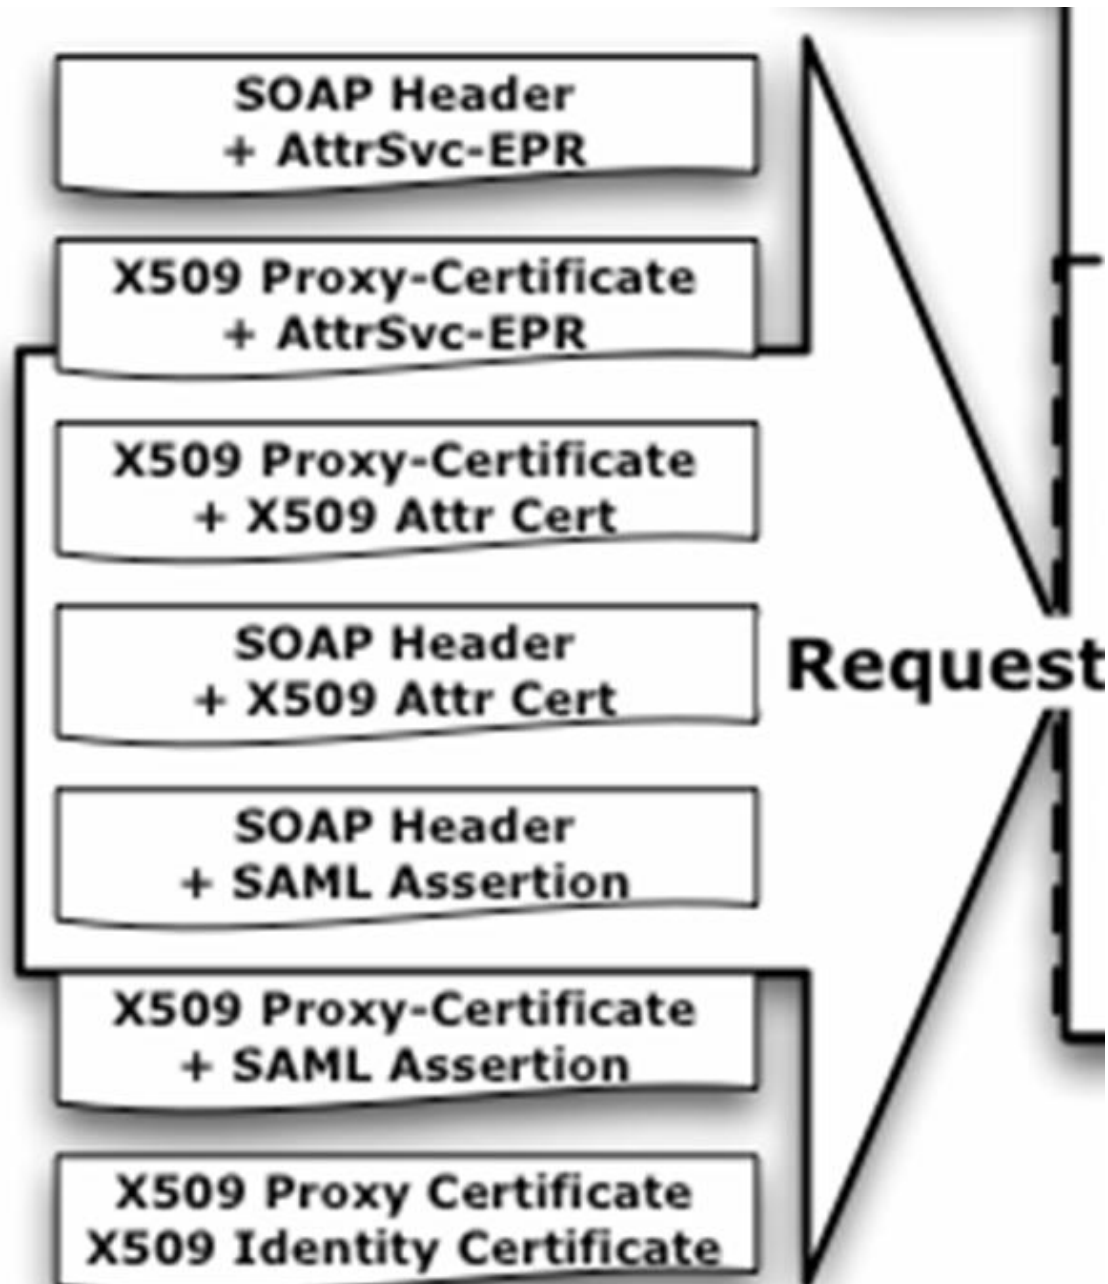 SOAP Header
+ AttrSvc-EPR
X509 Proxy-Certificate
+ AttrSvc-EPR
X509 Proxy-Certificate
+ X509 Attr Cert
SOAP Header
+ X509 Attr Cert
Request
SOAP Header
+ SAML Assertion
X509 Proxy-Certificate
+ SAML Assertion
X509 Proxy Certificate
X509 Identity Certificate